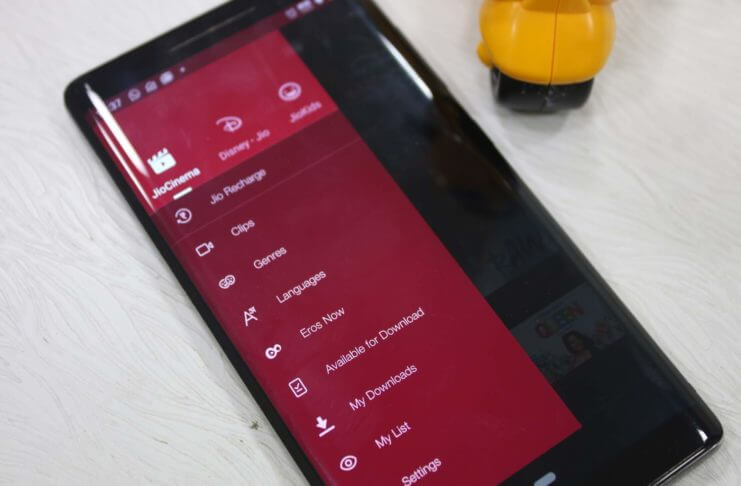 37
JioCinema
Disney · Jio
JioKids
Jio Recharge
Clips
Genres
Languages
Eros Now
Available for Download
My Downloads
My List
Settings
QUEEN